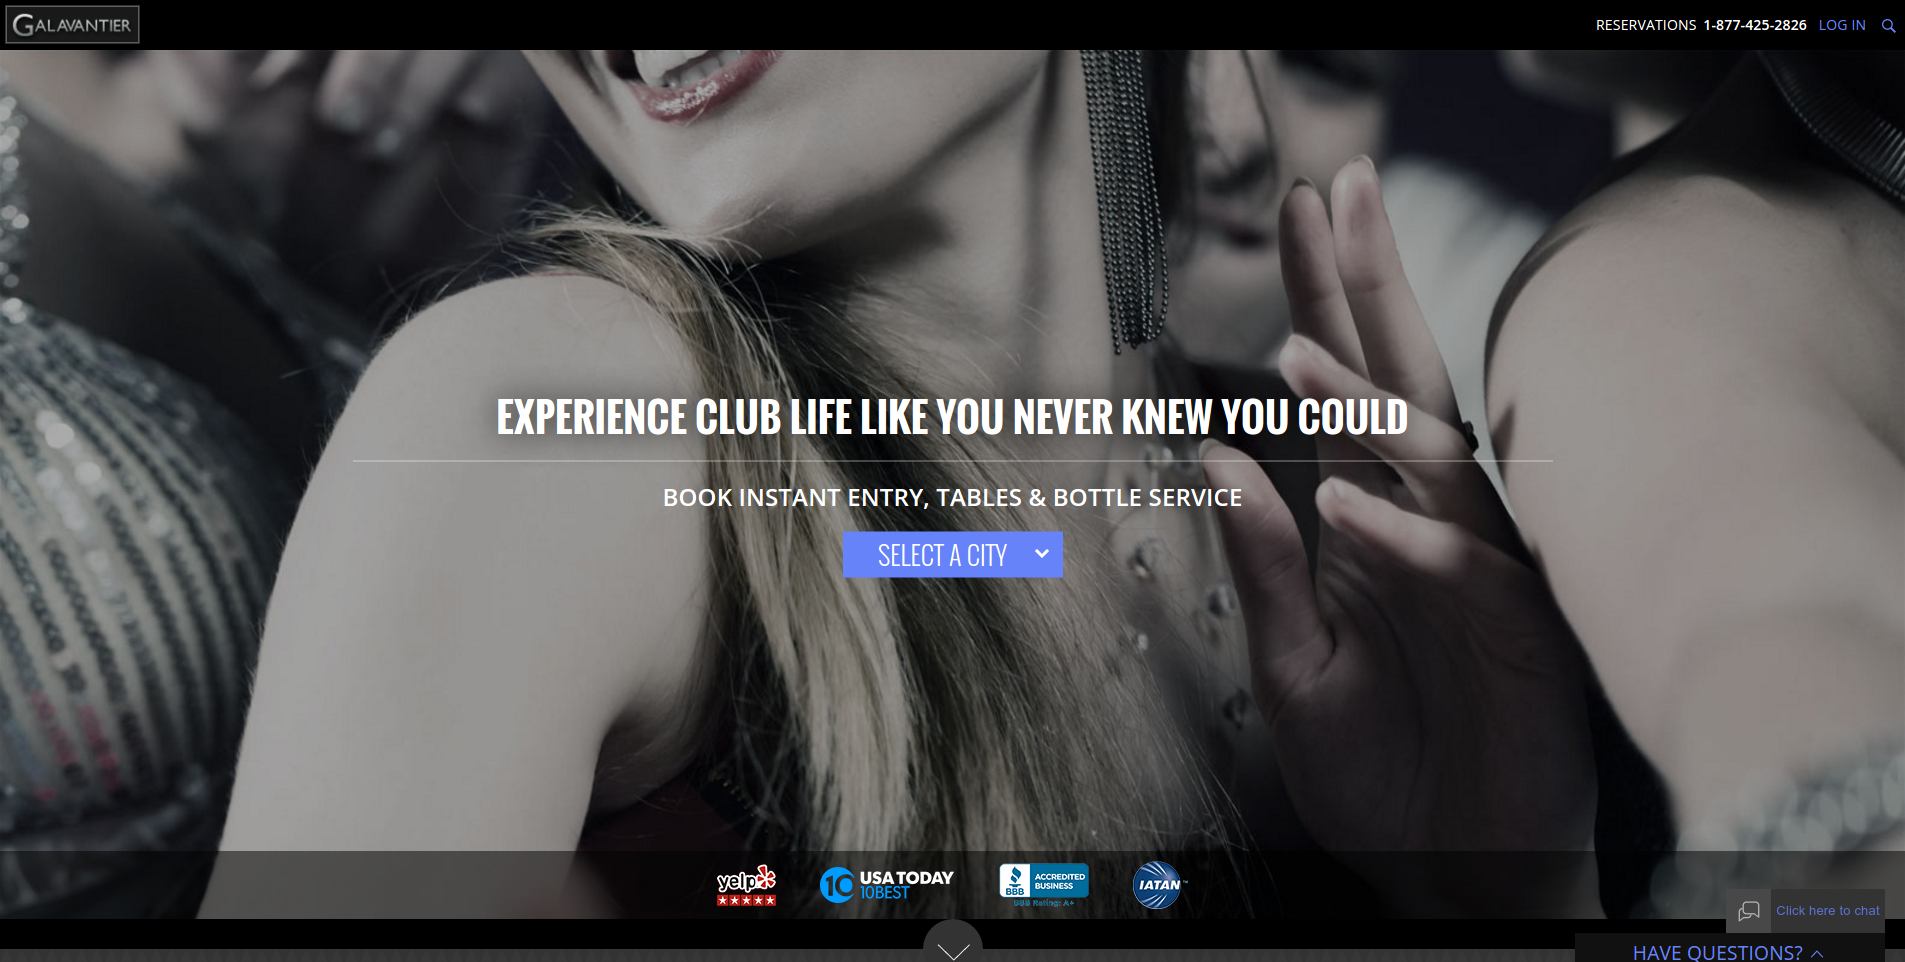 GALAVANTIER
RESERVATIONS 1-877-425-2826 LOG IN
EXPERIENCE CLUB LIFE LIKE YOU NEVER KNEW YOU COULD
BOOK INSTANT ENTRY, TABLES & BOTTLE SERVICE
SELECT A CITY
yelp
10 USA TODAY
10BEST
BBB ACCREDITED
BUSINESS
BBB Rating: A+
IATAN™
Click here to chat
HAVE QUESTIONS?